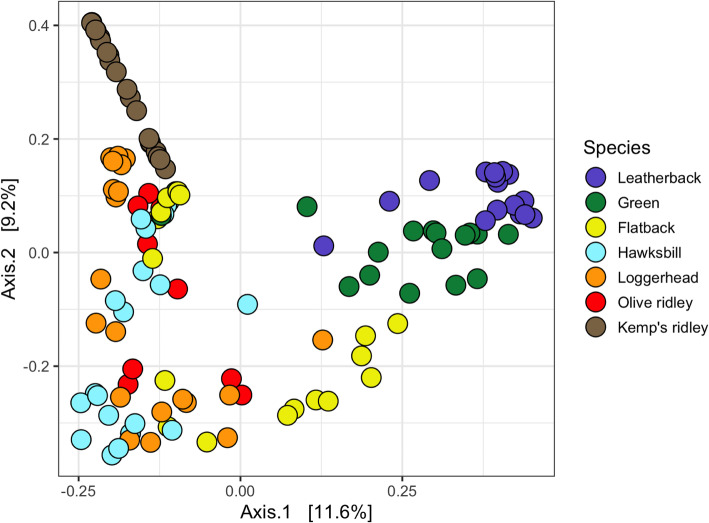 0.4
0.2
0.0
-0.2
Axis.2 [9.2%]
-0.25
0.00
0.25
Axis.1 [11.6%]
Species
Leatherback
Green
Flatback
Hawksbill
Loggerhead
Olive ridley
Kemp's ridley